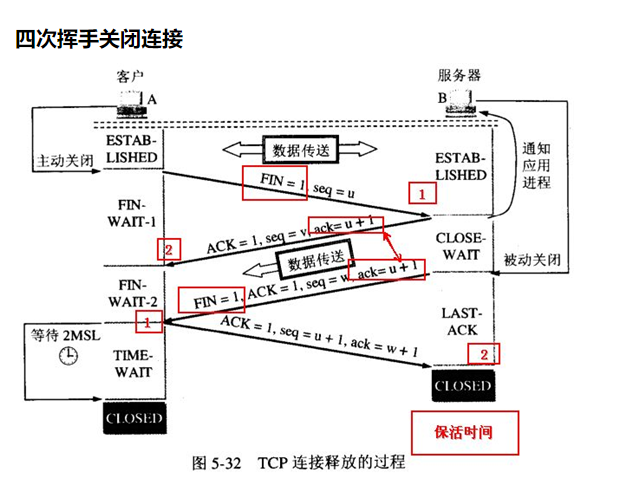 四次挥手关闭连接
客户
服务器
A
B
主动关闭
ESTAB-
LISHED
数据传送
ESTAB-
LISHED
通知
应用
进程
FIN = 1, seq = u
1
FIN-
WAIT-1
ACK = 1, seq = v, ack= u + 1
2
CLOSE-
WAIT
数据传送
被动关闭
FIN = 1, ACK = 1, seq = w, ack= u + 1
FIN-
WAIT-2
1
ACK = 1, seq = u + 1, ack = w + 1
LAST-
ACK
2
等待 2MSL
TIME-
WAIT
CLOSED
CLOSED
保活时间
图 5-32 TCP 连接释放的过程